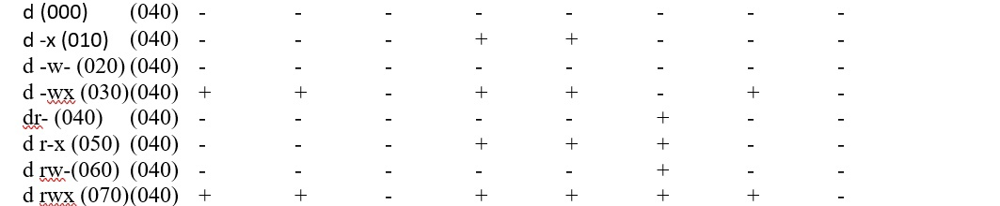 d (000) (040) - - - - - - - -
d -x (010) (040) - - - + + - - -
d -w- (020) (040) - - - - - - - -
d -wx (030)(040) + + - + + - + -
dr- (040) (040) - - - - - + - -
d r-x (050) (040) - - - + + + - -
d rw-(060) (040) - - - - - + - -
d rwx (070)(040) + + - + + + + -